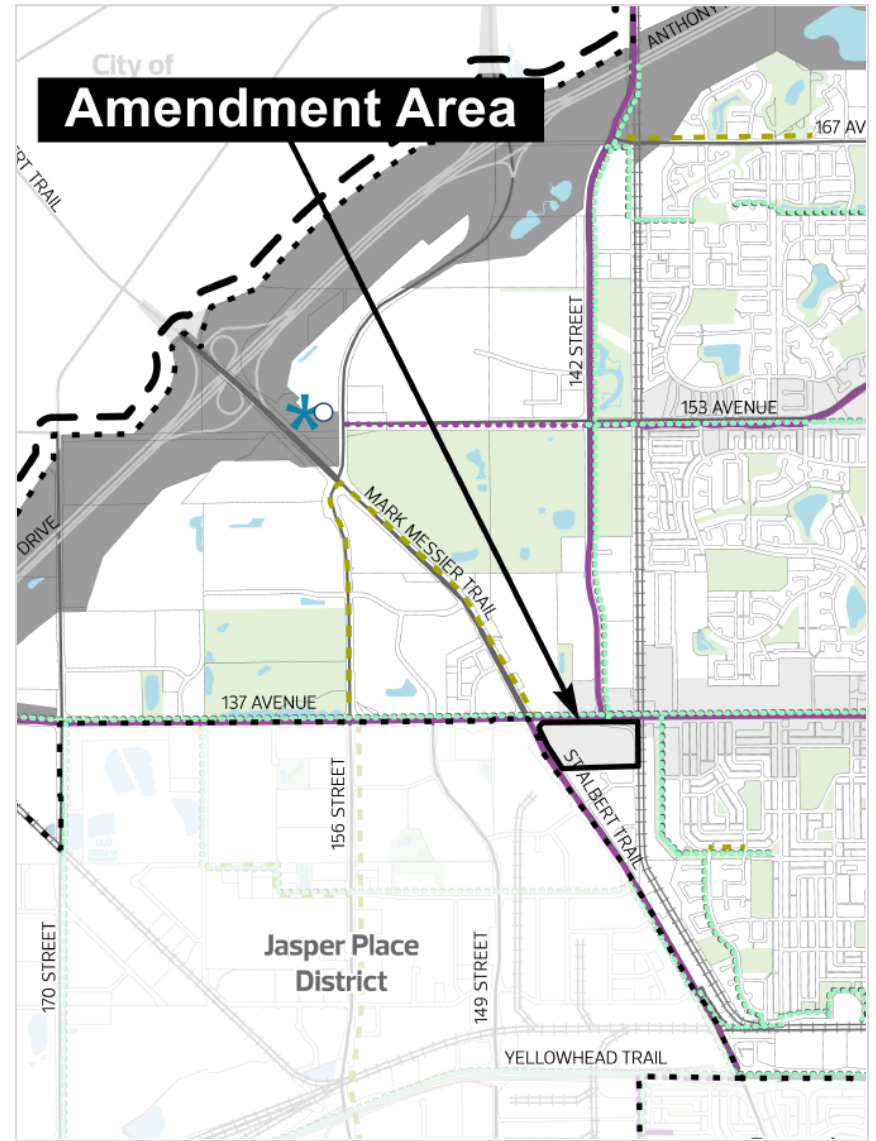 City of
ANTHONY
Amendment Area
167 AV
RT TRAIL
142 STREET
153 AVENUE
DRIVE
MARK MESSIER TRAIL
137 AVENUE
ST ALBERT TRAIL
156 STREET
Jasper Place
District
170 STREET
149 STREET
YELLOWHEAD TRAIL